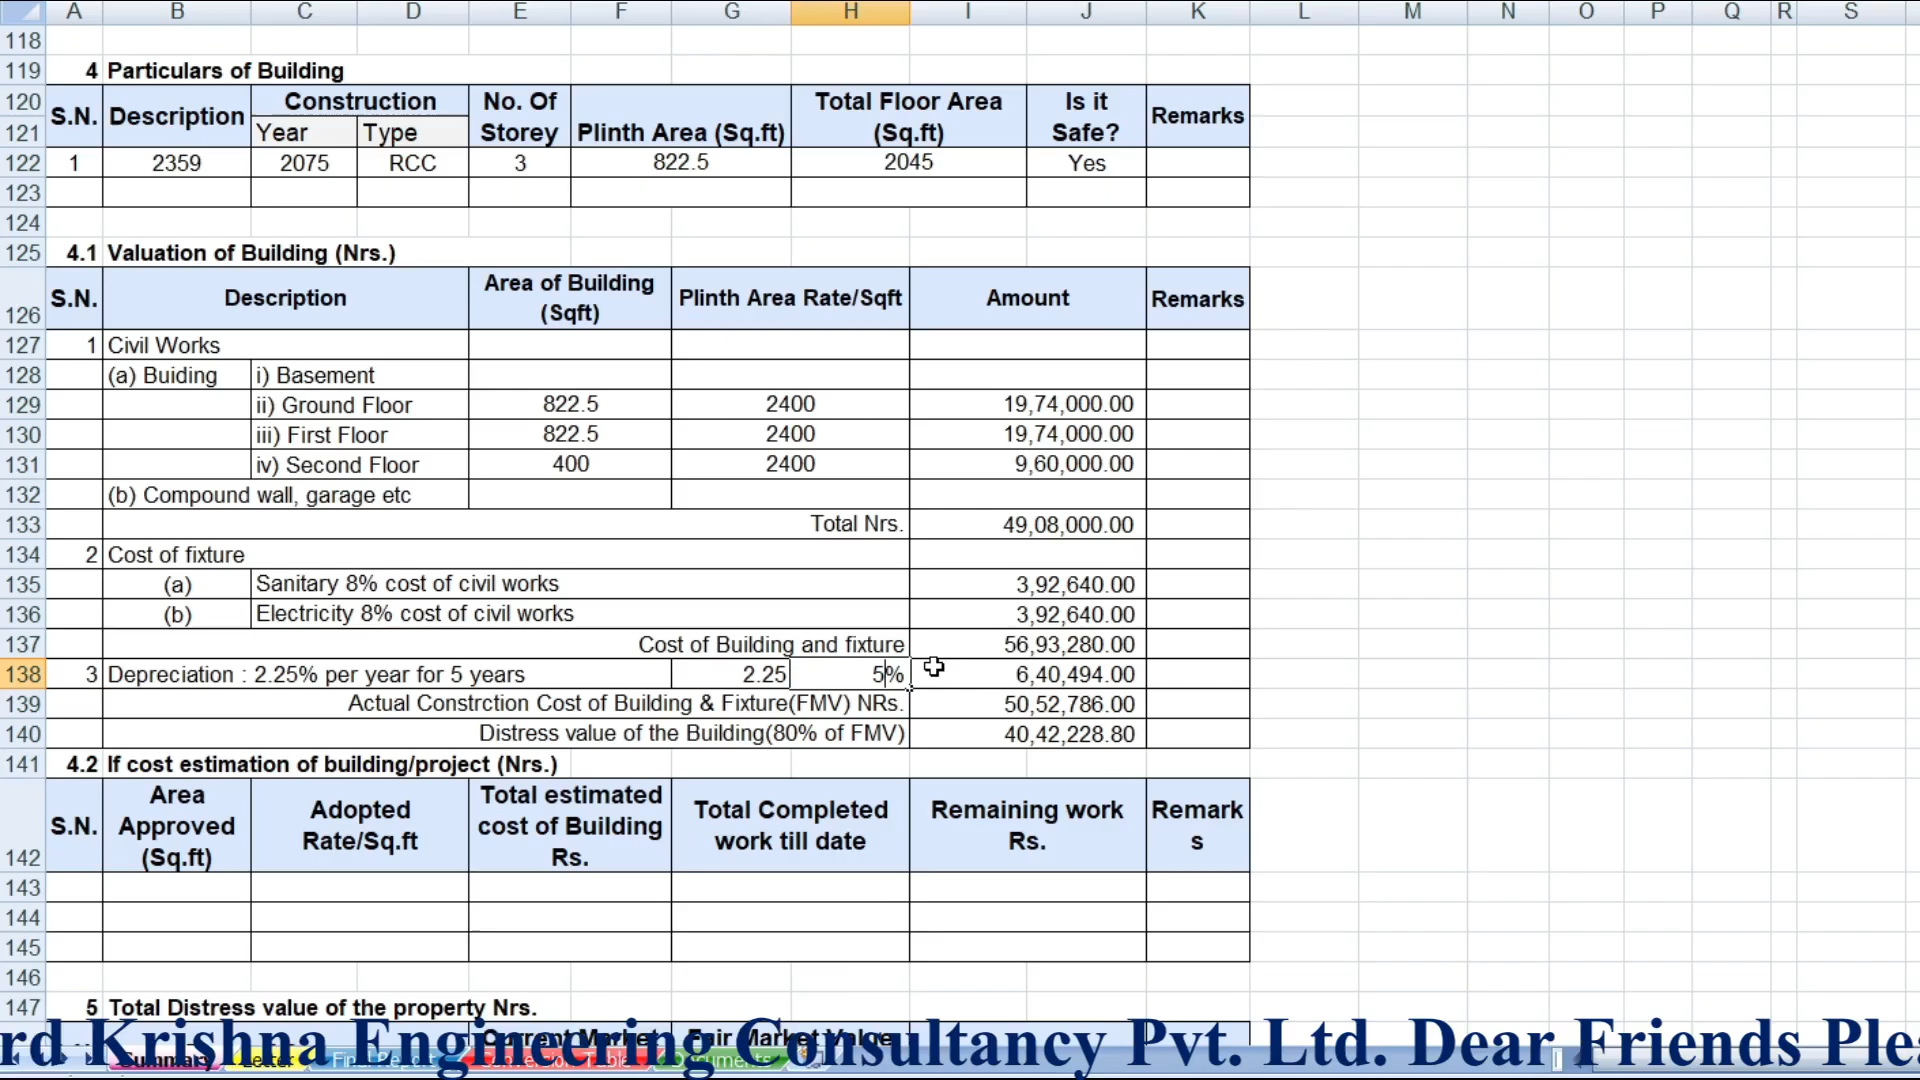 A B C D E F G H I J K L M N O P Q R S
118
119 4 Particulars of Building
120 S.N. Description Construction No. Of Storey Plinth Area (Sq.ft) Total Floor Area (Sq.ft) Is it Safe? Remarks
121 Year Type
122 1 2359 2075 RCC 3 822.5 2045 Yes
123
124
125 4.1 Valuation of Building (Nrs.)
126 S.N. Description Area of Building (Sqft) Plinth Area Rate/Sqft Amount Remarks
127 1 Civil Works
128 (a) Buiding i) Basement
129 ii) Ground Floor 822.5 2400 19,74,000.00
130 iii) First Floor 822.5 2400 19,74,000.00
131 iv) Second Floor 400 2400 9,60,000.00
132 (b) Compound wall, garage etc
133 Total Nrs. 49,08,000.00
134 2 Cost of fixture
135 (a) Sanitary 8% cost of civil works 3,92,640.00
136 (b) Electricity 8% cost of civil works 3,92,640.00
137 Cost of Building and fixture 56,93,280.00
138 3 Depreciation : 2.25% per year for 5 years 2.25 5% 6,40,494.00
139 Actual Constrction Cost of Building & Fixture(FMV) NRs. 50,52,786.00
140 Distress value of the Building(80% of FMV) 40,42,228.80
141 4.2 If cost estimation of building/project (Nrs.)
142 S.N. Area Approved (Sq.ft) Adopted Rate/Sq.ft Total estimated cost of Building Rs. Total Completed work till date Remaining work Rs. Remarks
143
144
145
146
147 5 Total Distress value of the property Nrs.
Current Market Fair Market Value
rd Krishna Engineering Consultancy Pvt. Ltd. Dear Friends Plea
Summary Letter Final Report